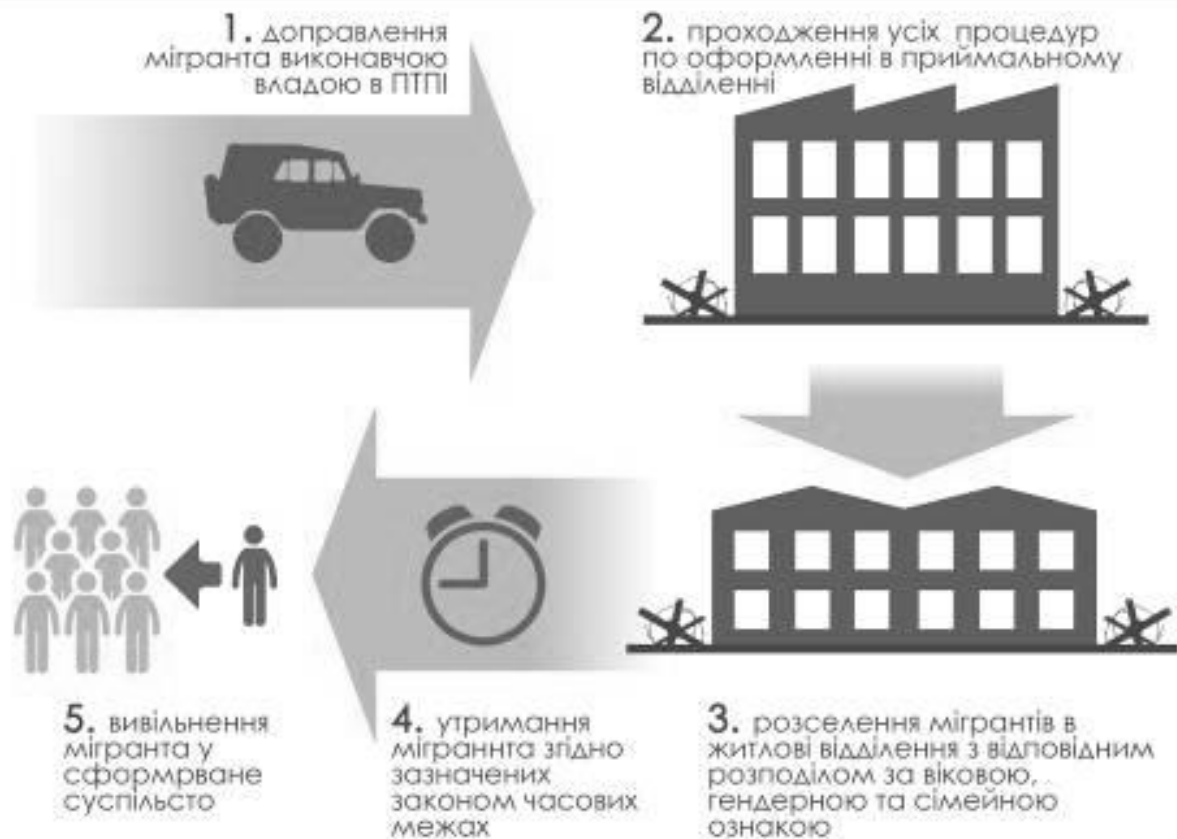 1. доправлення
мігранта виконавчою
владою в ПТПІ
2. проходження усіх процедур
по оформленні в приймальному
відділенні
3. розселення мігрантів в
житлові відділення з відповідним
розподілом за віковою,
гендерною та сімейною
ознакою
4. утримання
міграннта згідно
зазначених
законом часових
межах
5. вивільнення
мігранта у
сформрване
суспільсто